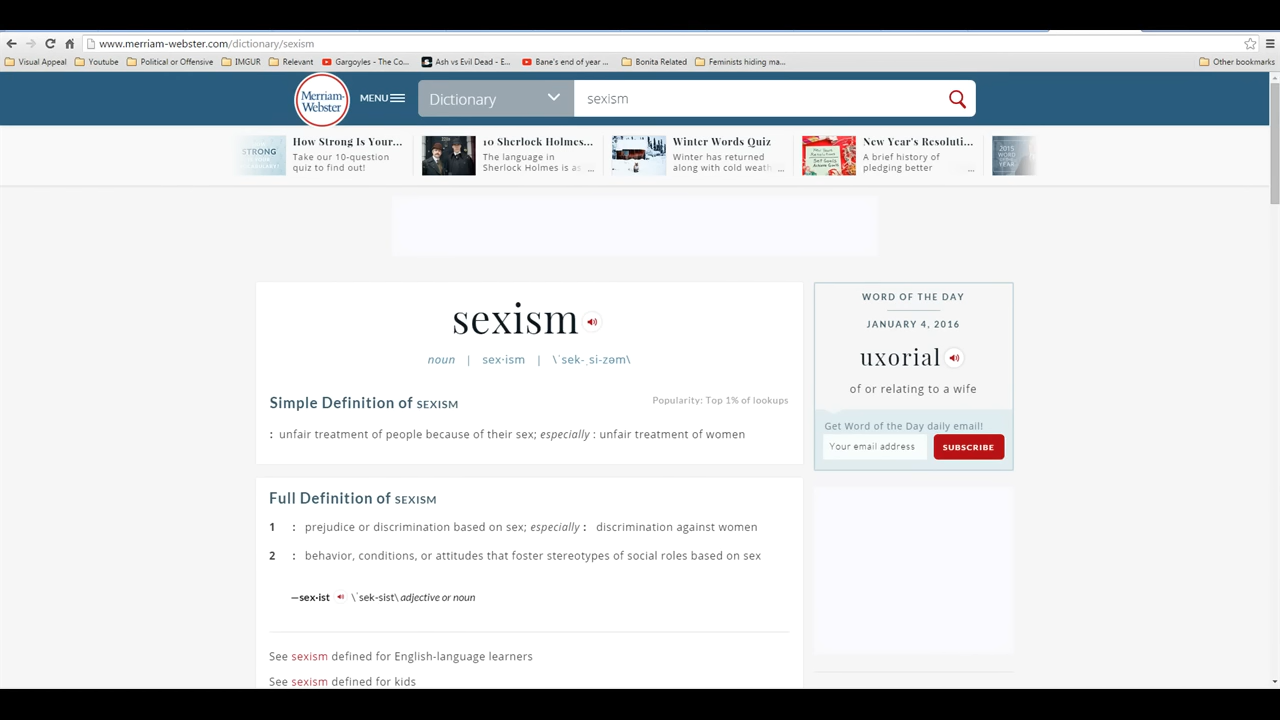 www.merriam-webster.com/dictionary/sexism
Visual Appeal Youtube Political or Offensive IMGUR Relevant Gargoyles - The Co... Ash vs Evil Dead - E... Bane's end of year ... Bonita Related Feminists hiding ma... Other bookmarks
Merriam-Webster MENU Dictionary sexism
STRONG How Strong Is Your... 10 Sherlock Holmes... Winter Words Quiz New Year's Resoluti...
Take our 10-question The language in Winter has returned A brief history of
quiz to find out! Sherlock Holmes is as ... along with cold weath ... pledging better ...
sexism
noun | sex·ism | \ˈsek-ˌsi-zəm\
Simple Definition of SEXISM Popularity: Top 1% of lookups
: unfair treatment of people because of their sex; especially : unfair treatment of women
Full Definition of SEXISM
1 : prejudice or discrimination based on sex; especially : discrimination against women
2 : behavior, conditions, or attitudes that foster stereotypes of social roles based on sex
—sex·ist \ˈsek-sist\ adjective or noun
See sexism defined for English-language learners
See sexism defined for kids
WORD OF THE DAY
JANUARY 4, 2016
uxorial
of or relating to a wife
Get Word of the Day daily email!
Your email address SUBSCRIBE